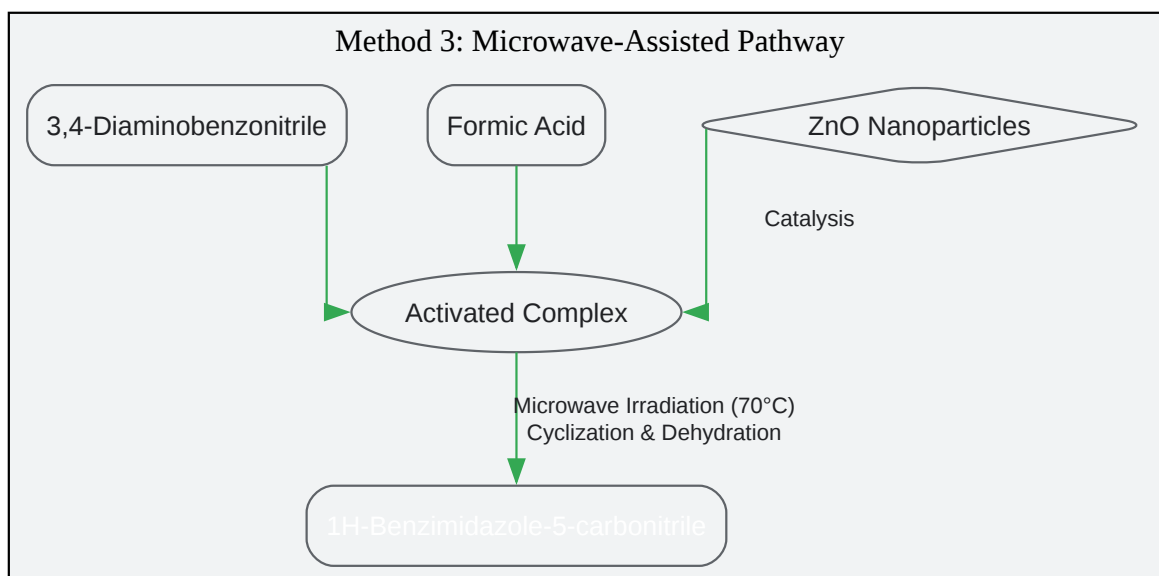 Method 3: Microwave-Assisted Pathway
3,4-Diaminobenzonitrile
Formic Acid
ZnO Nanoparticles
Catalysis
Activated Complex
Microwave Irradiation (70°C)
Cyclization & Dehydration
1H-Benzimidazole-5-carbonitrile